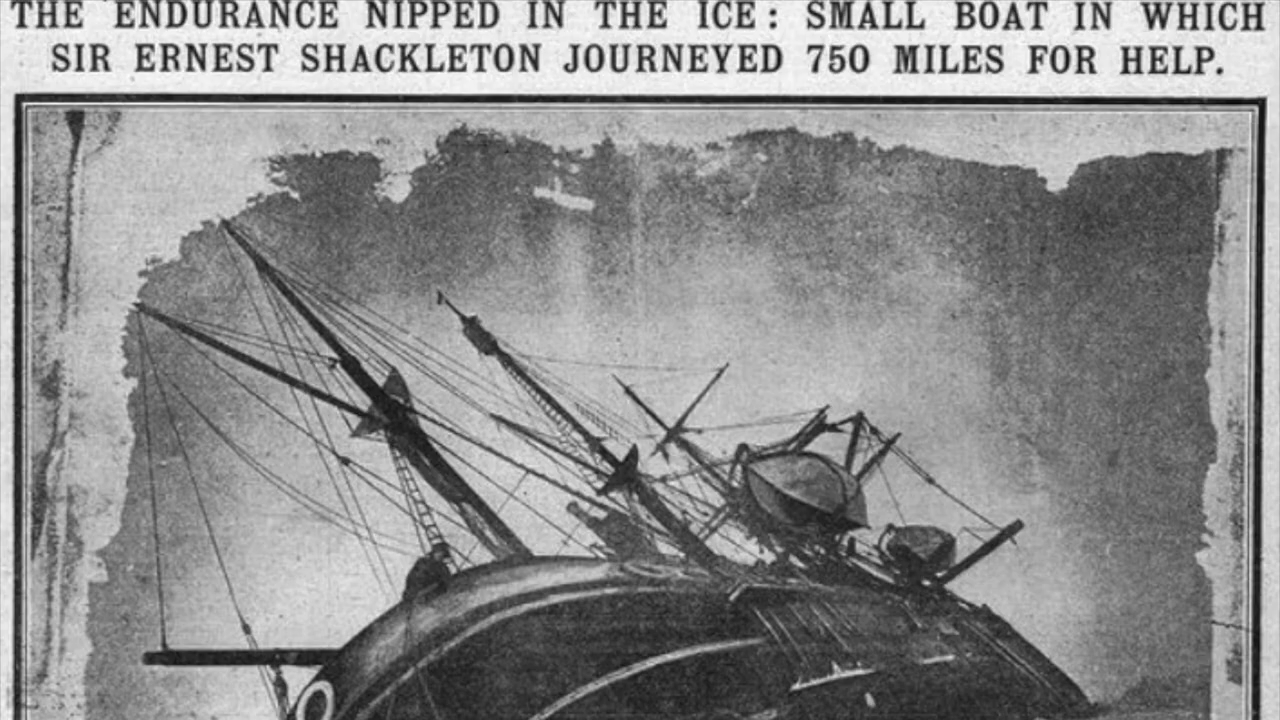 THE ENDURANCE NIPPED IN THE ICE: SMALL BOAT IN WHICH
SIR ERNEST SHACKLETON JOURNEYED 750 MILES FOR HELP.